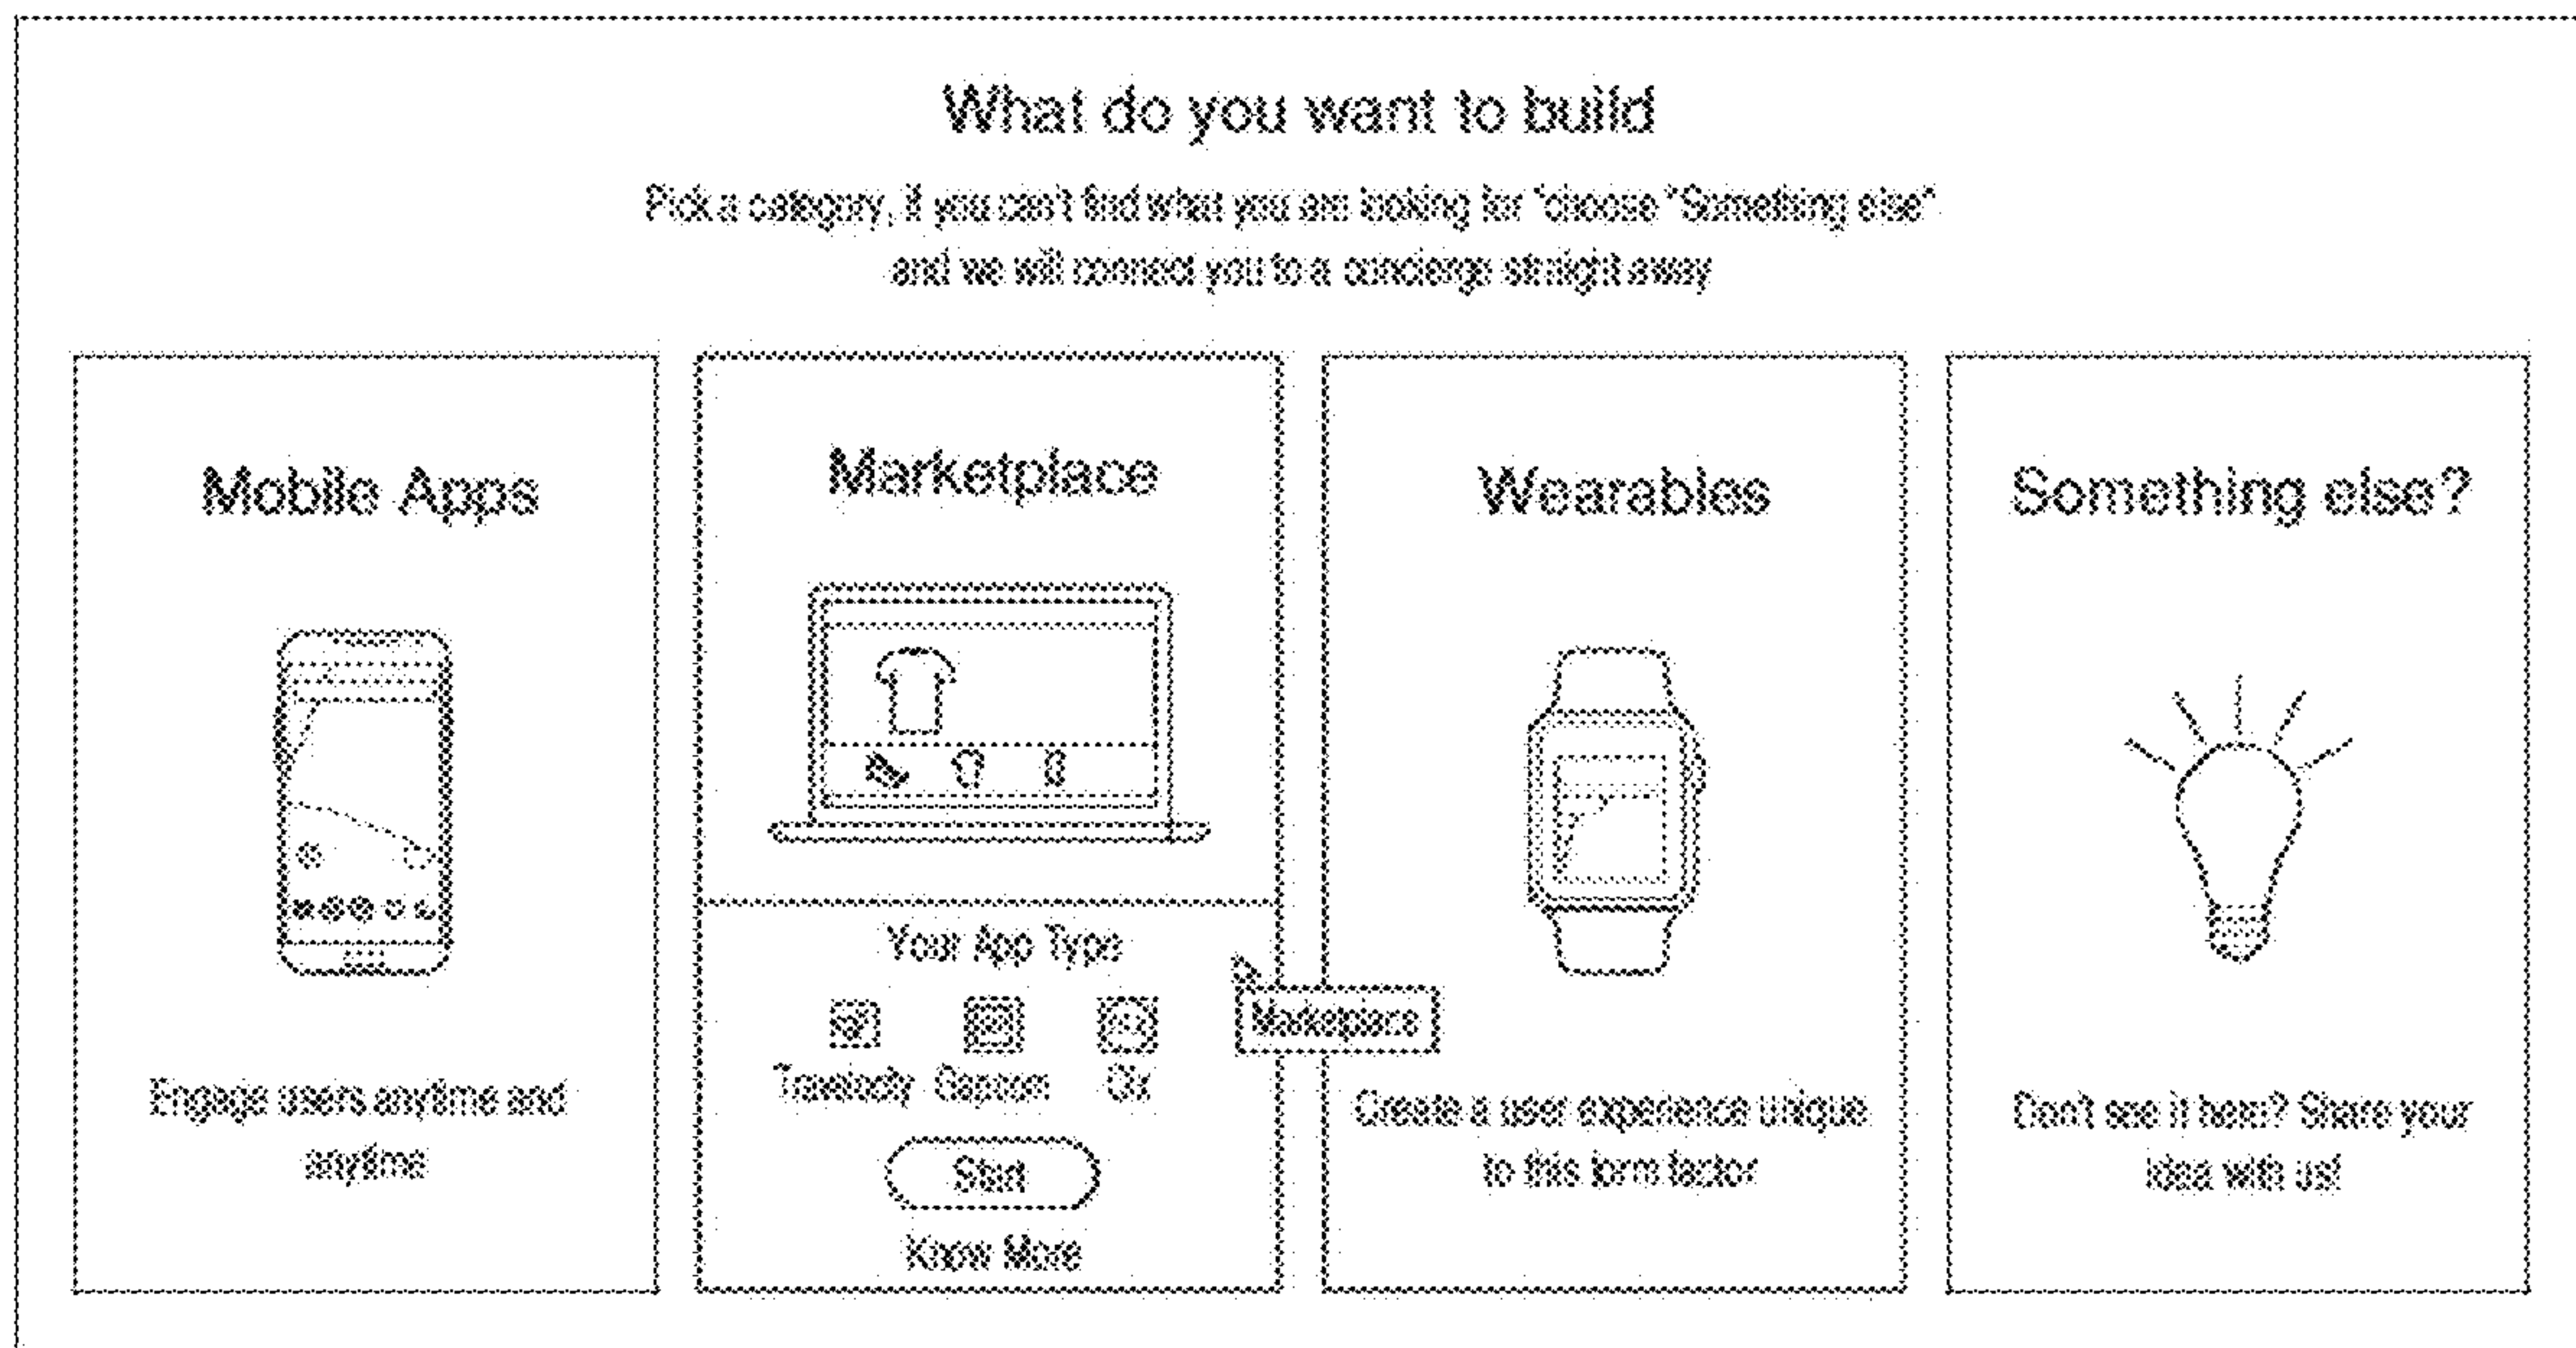 What do you want to build
Pick a category, if you can't find what you are looking for "choose "Something else"
and we will connect you to a concierge straight away
Mobile Apps
Engage users anytime and
anytime
Marketplace
Your App Type
Start
Know More
Marketplace
Wearables
Create a user experience unique
to this form factor
Something else?
Don't see it here? Share your
idea with us!